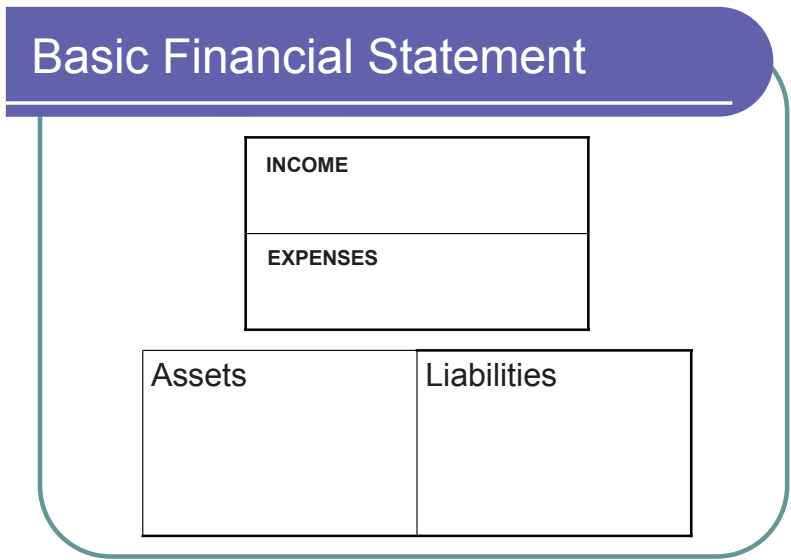 Basic Financial Statement
INCOME
EXPENSES
Assets
Liabilities